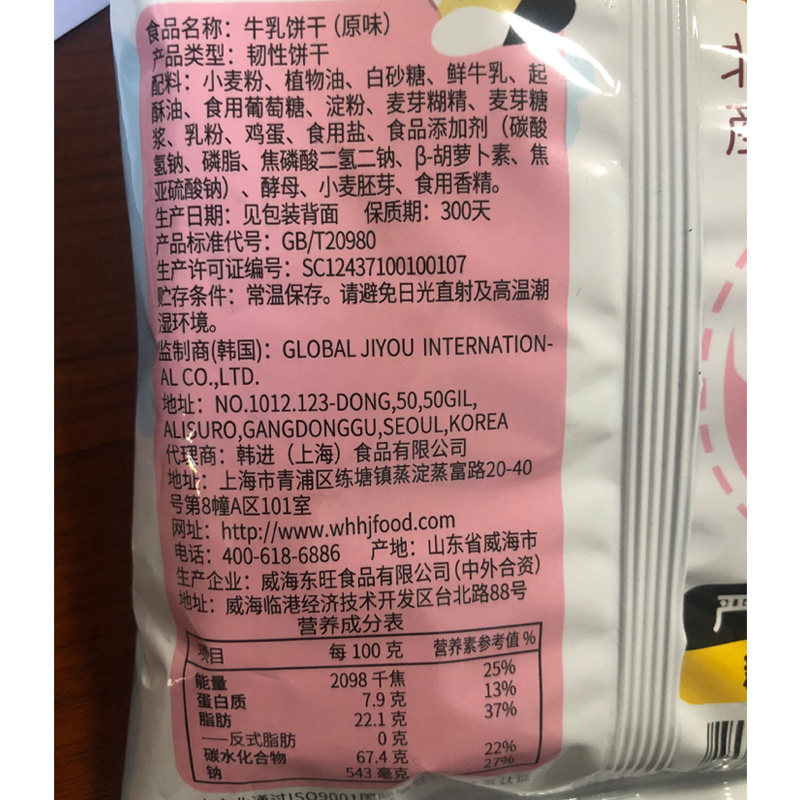 食品名称：牛乳饼干（原味）
产品类型：韧性饼干
配料：小麦粉、植物油、白砂糖、鲜牛乳、起
酥油、食用葡萄糖、淀粉、麦芽糊精、麦芽糖
浆、乳粉、鸡蛋、食用盐、食品添加剂（碳酸
氢钠、磷脂、焦磷酸二氢二钠、β-胡萝卜素、焦
亚硫酸钠）、酵母、小麦胚芽、食用香精。
生产日期：见包装背面 保质期：300天
产品标准代号：GB/T20980
生产许可证编号：SC12437100100107
贮存条件：常温保存。请避免日光直射及高温潮
湿环境。
监制商(韩国)：GLOBAL JIYOU INTERNATION-
AL CO.,LTD.
地址：NO.1012.123-DONG,50,50GIL,
ALISURO,GANGDONGGU,SEOUL,KOREA
代理商：韩进（上海）食品有限公司
地址：上海市青浦区练塘镇蒸淀蒸富路20-40
号第8幢A区101室
网址：http://www.whhjfood.com
电话：400-618-6886 产地：山东省威海市
生产企业：威海东旺食品有限公司(中外合资)
地址：威海临港经济技术开发区台北路88号
营养成分表
项目 每 100 克 营养素参考值 %
能量 2098 千焦 25%
蛋白质 7.9 克 13%
脂肪 22.1 克 37%
——反式脂肪 0 克
碳水化合物 67.4 克 22%
钠 543 毫克 27%